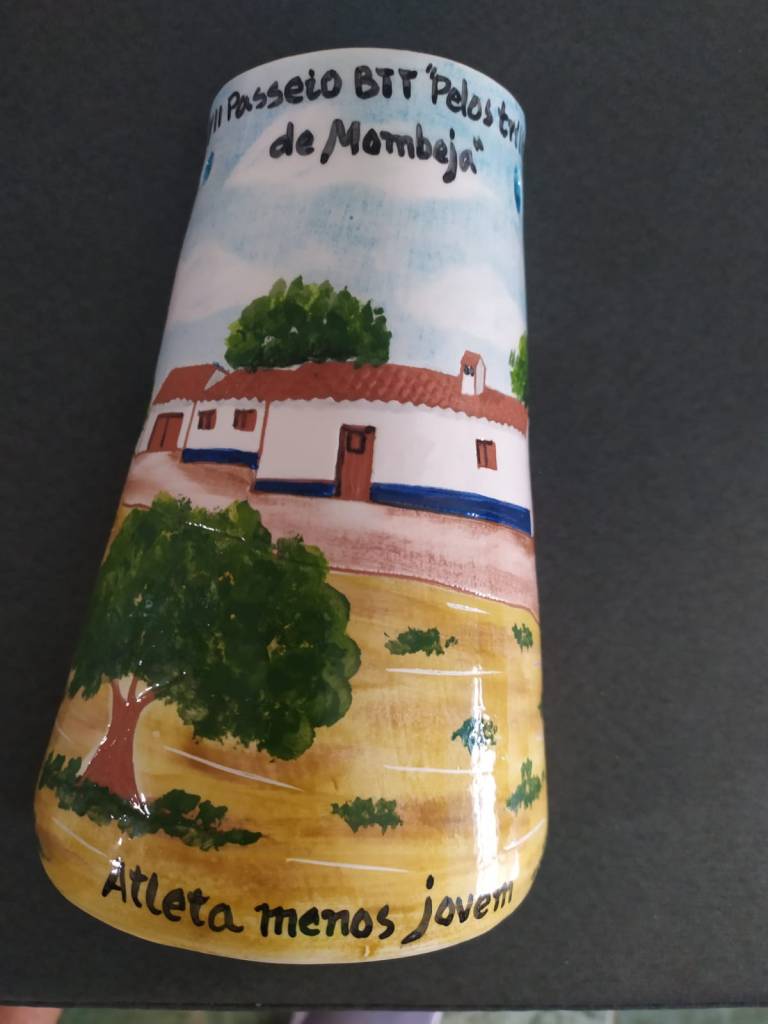 Passeio BTT "Pelos
de Mombeja"
Atleta menos jovem